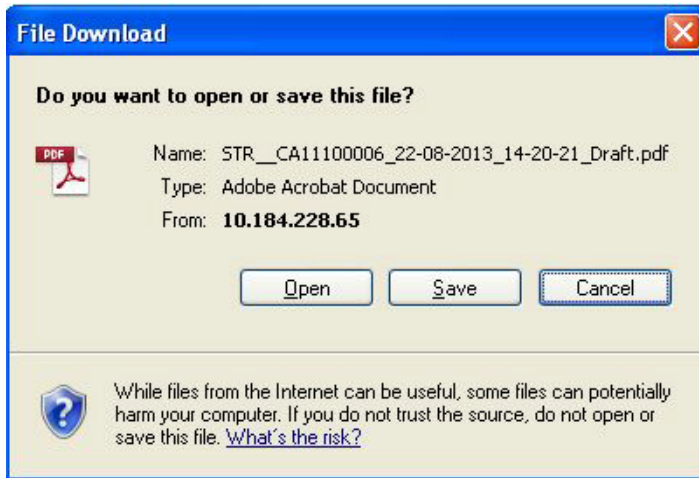 File Download
Do you want to open or save this file?
PDF
Name: STR__CA11100006_22-08-2013_14-20-21_Draft.pdf
Type: Adobe Acrobat Document
From: 10.184.228.65
Open Save Cancel
While files from the Internet can be useful, some files can potentially
harm your computer. If you do not trust the source, do not open or
save this file. What's the risk?